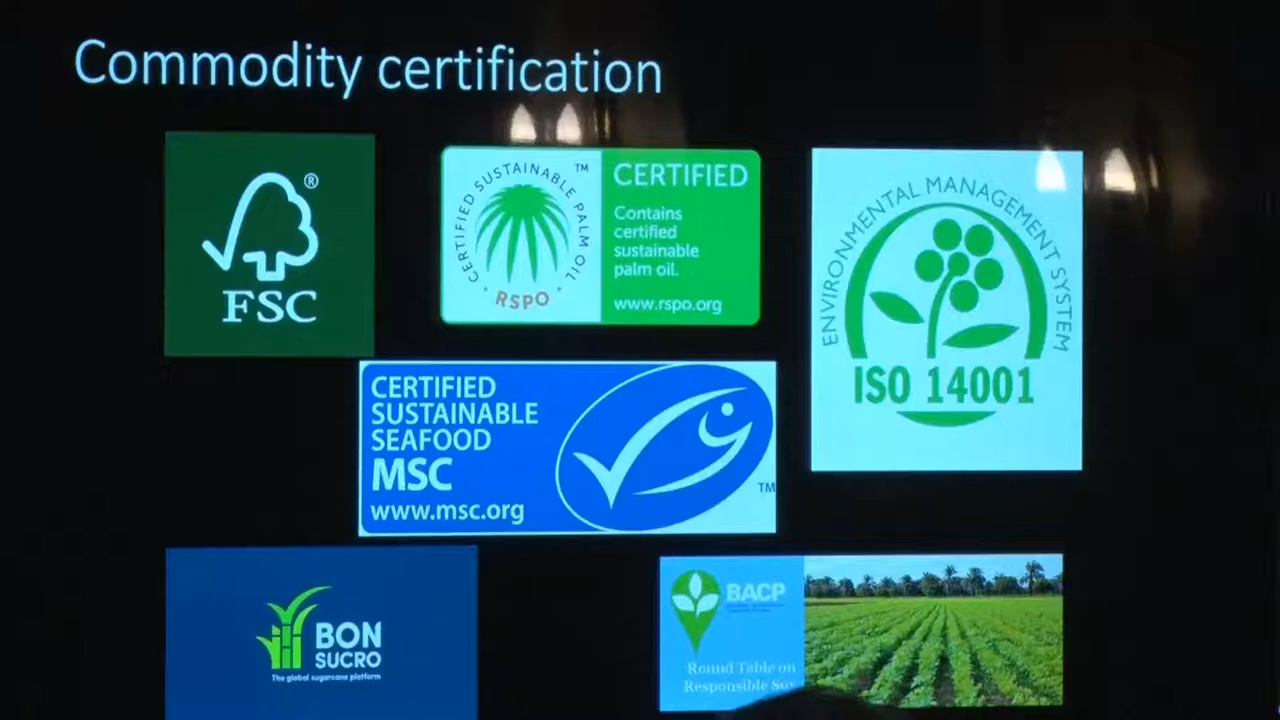 Commodity certification
®
FSC
CERTIFIED SUSTAINABLE PALM OIL
TM
RSPO
CERTIFIED
Contains
certified
sustainable
palm oil.
www.rspo.org
ENVIRONMENTAL MANAGEMENT SYSTEM
ISO 14001
CERTIFIED
SUSTAINABLE
SEAFOOD
MSC
www.msc.org
TM
BON
SUCRO
The global sugarcane platform
BACP
Round Table on
Responsible Soy